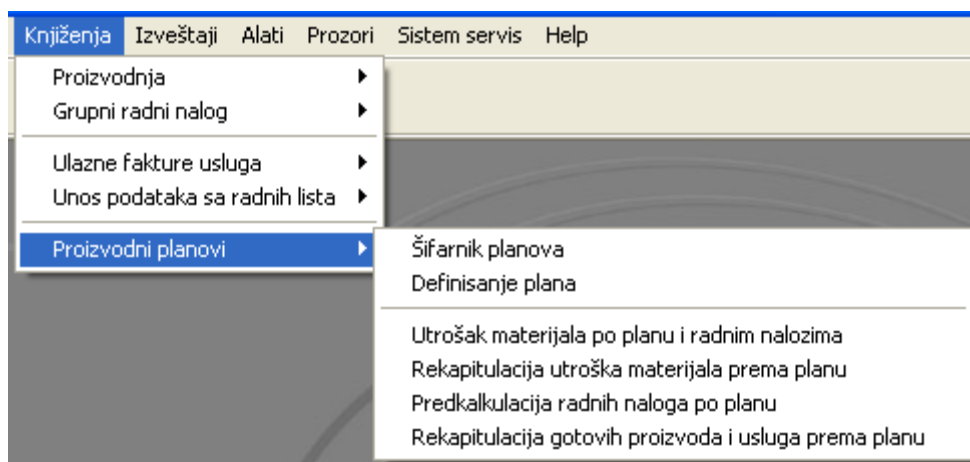 Knjiženja Izveštaji Alati Prozori Sistem servis Help
Proizvodnja
Grupni radni nalog
Ulazne fakture usluga
Unos podataka sa radnih lista
Proizvodni planovi
Šifarnik planova
Definisanje plana
Utrošak materijala po planu i radnim nalozima
Rekapitulacija utroška materijala prema planu
Predkalkulacija radnih naloga po planu
Rekapitulacija gotovih proizvoda i usluga prema planu